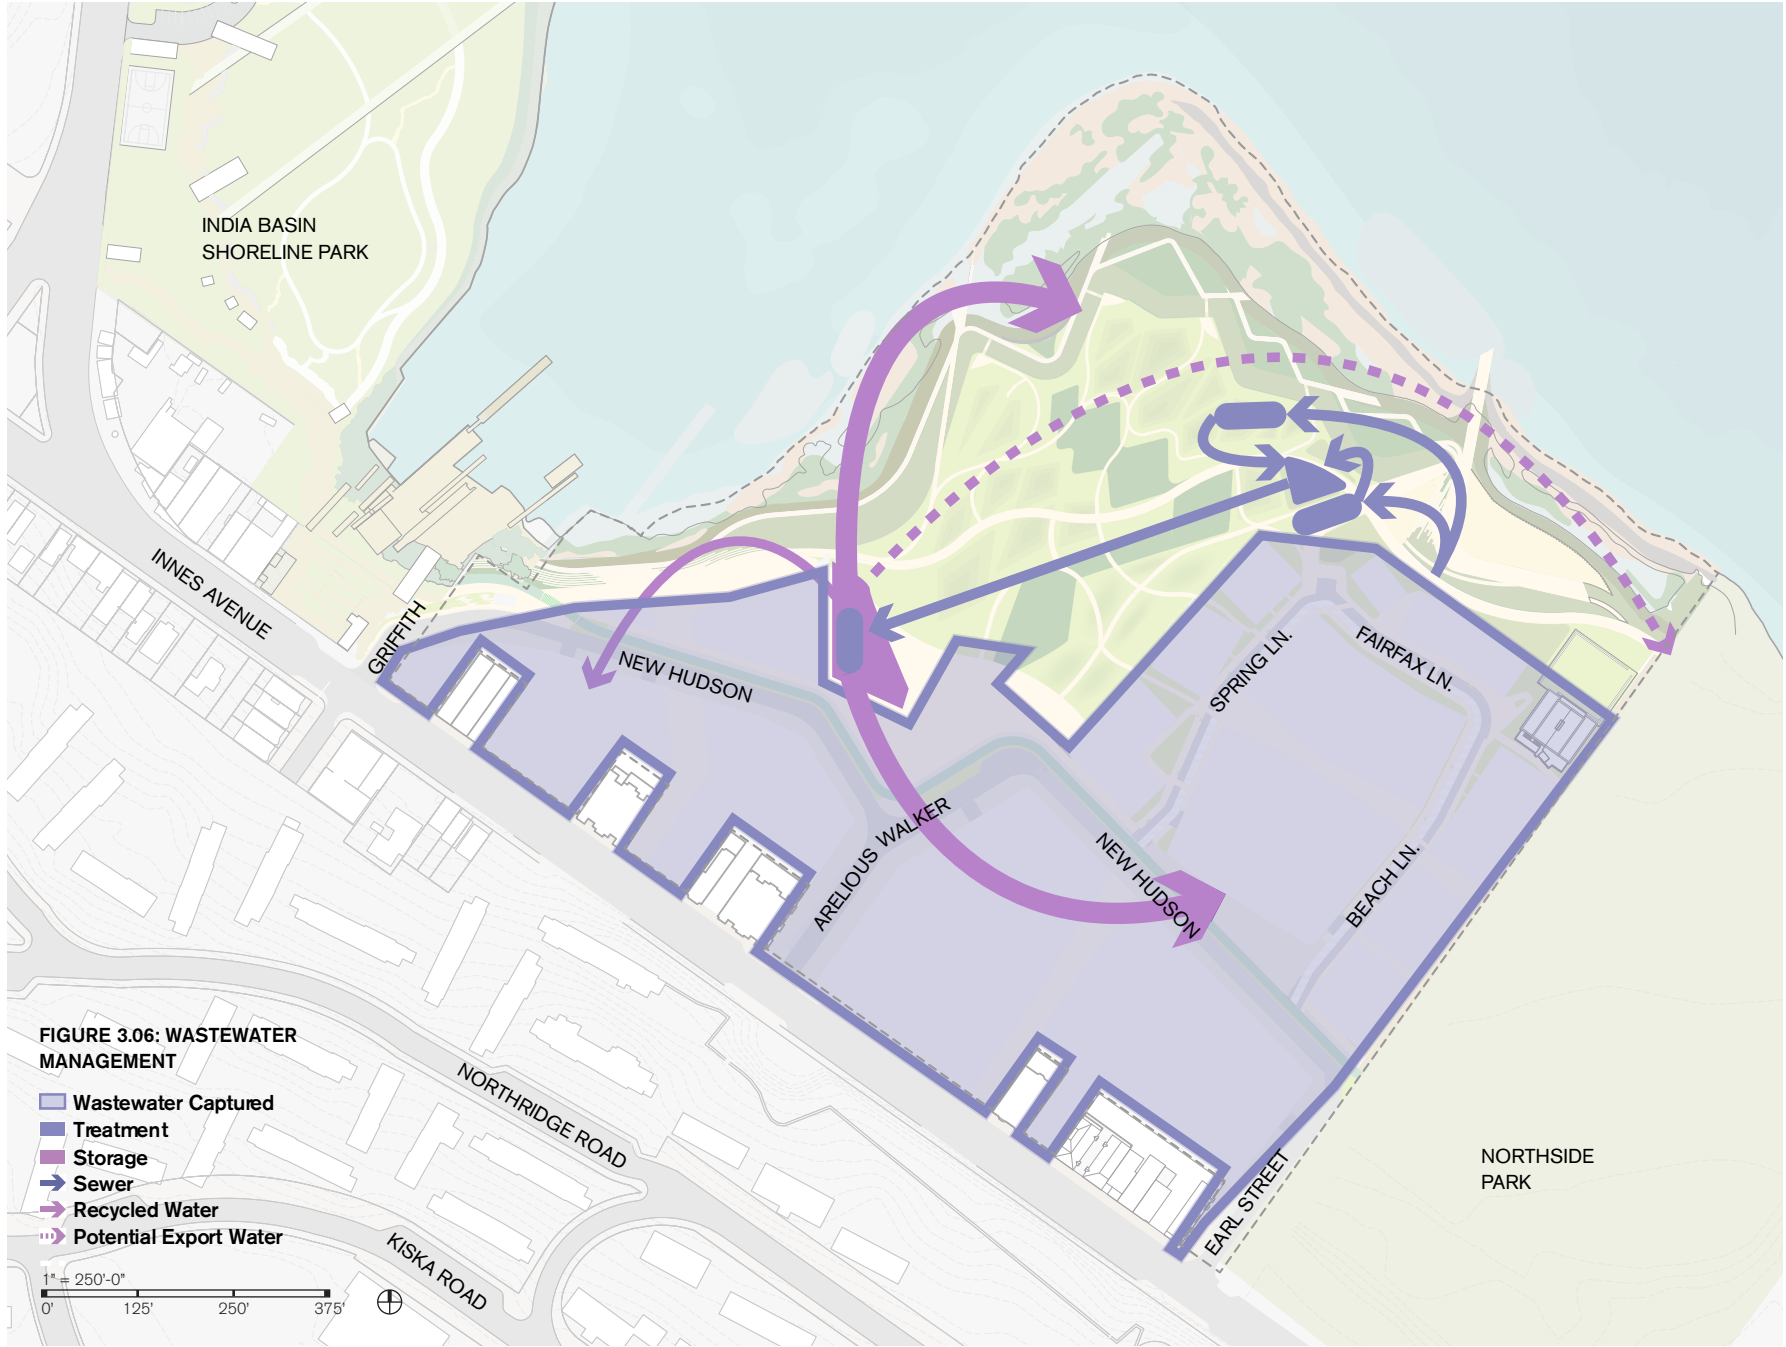 INDIA BASIN
SHORELINE PARK
INNES AVENUE
GRIFFITH
NEW HUDSON
SPRING LN.
FAIRFAX LN.
ARELIOUS WALKER
NEW HUDSON
BEACH LN.
FIGURE 3.06: WASTEWATER
MANAGEMENT
Wastewater Captured
Treatment
Storage
Sewer
Recycled Water
Potential Export Water
1" = 250'-0"
0' 125' 250' 375'
NORTHRIDGE ROAD
KISKA ROAD
EARL STREET
NORTHSIDE
PARK